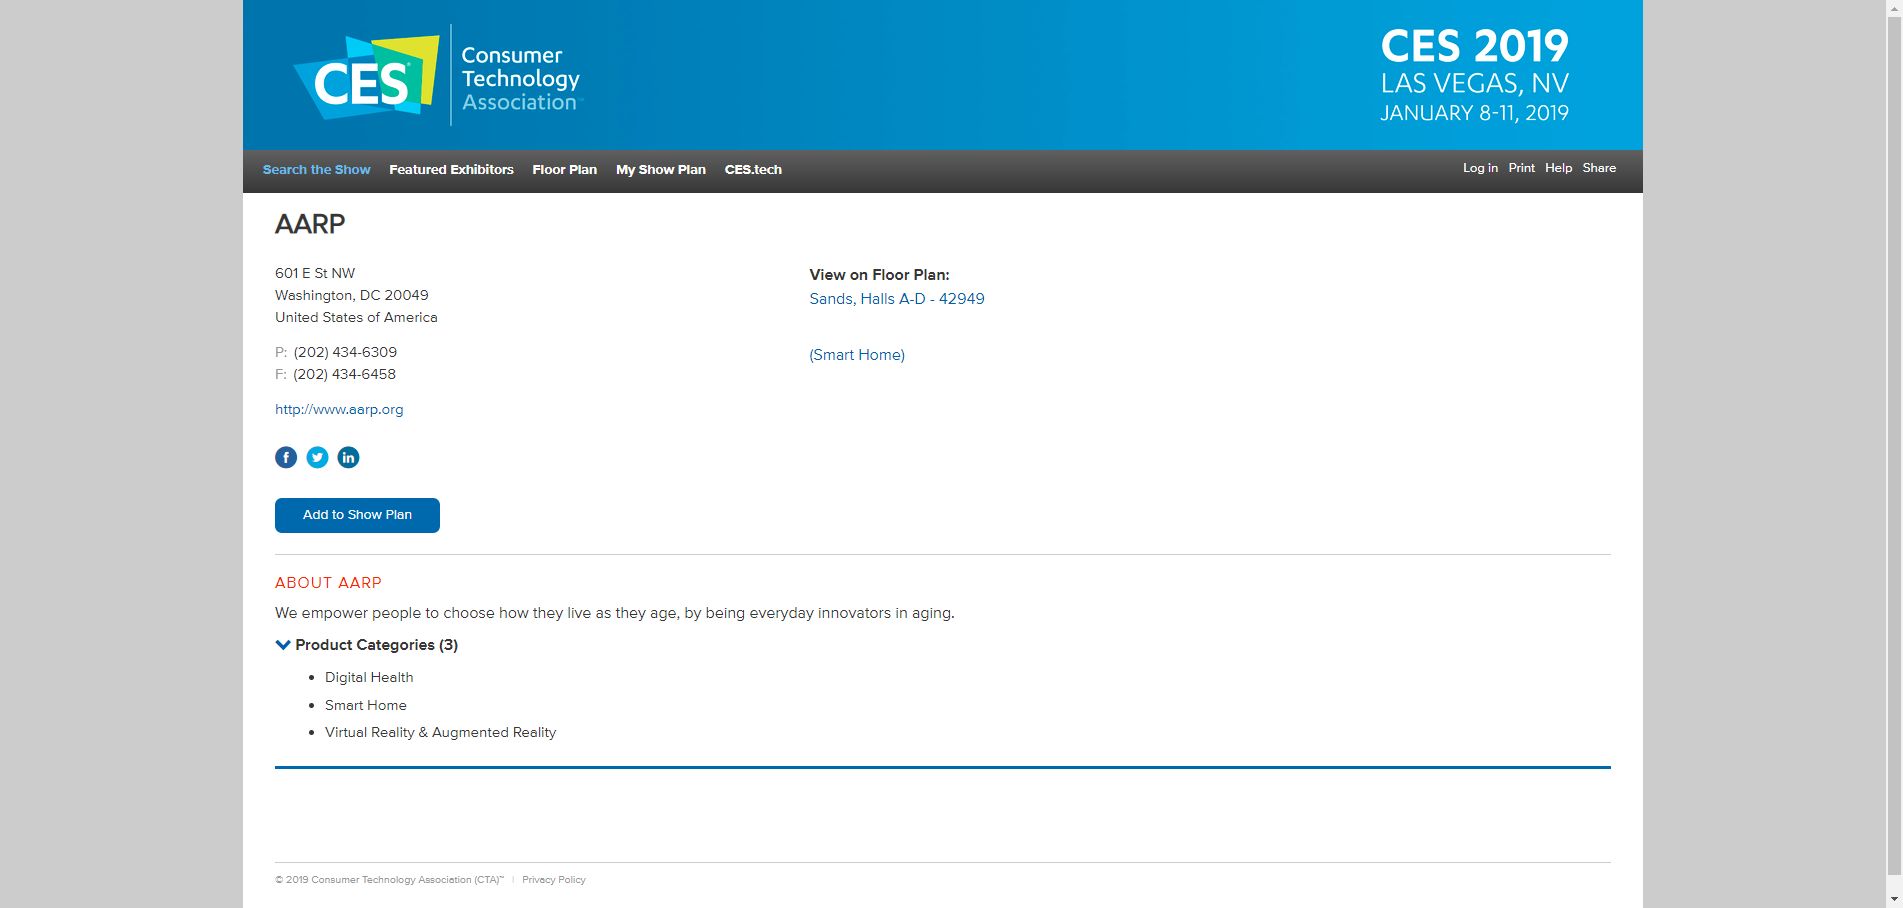 CES®
Consumer
Technology
Association™
CES 2019
LAS VEGAS, NV
JANUARY 8-11, 2019
Search the Show Featured Exhibitors Floor Plan My Show Plan CES.tech
Log in Print Help Share
AARP
601 E St NW
Washington, DC 20049
United States of America
P: (202) 434-6309
F: (202) 434-6458
http://www.aarp.org
Add to Show Plan
View on Floor Plan:
Sands, Halls A-D - 42949
(Smart Home)
ABOUT AARP
We empower people to choose how they live as they age, by being everyday innovators in aging.
Product Categories (3)
• Digital Health
• Smart Home
• Virtual Reality & Augmented Reality
© 2019 Consumer Technology Association (CTA)™ | Privacy Policy